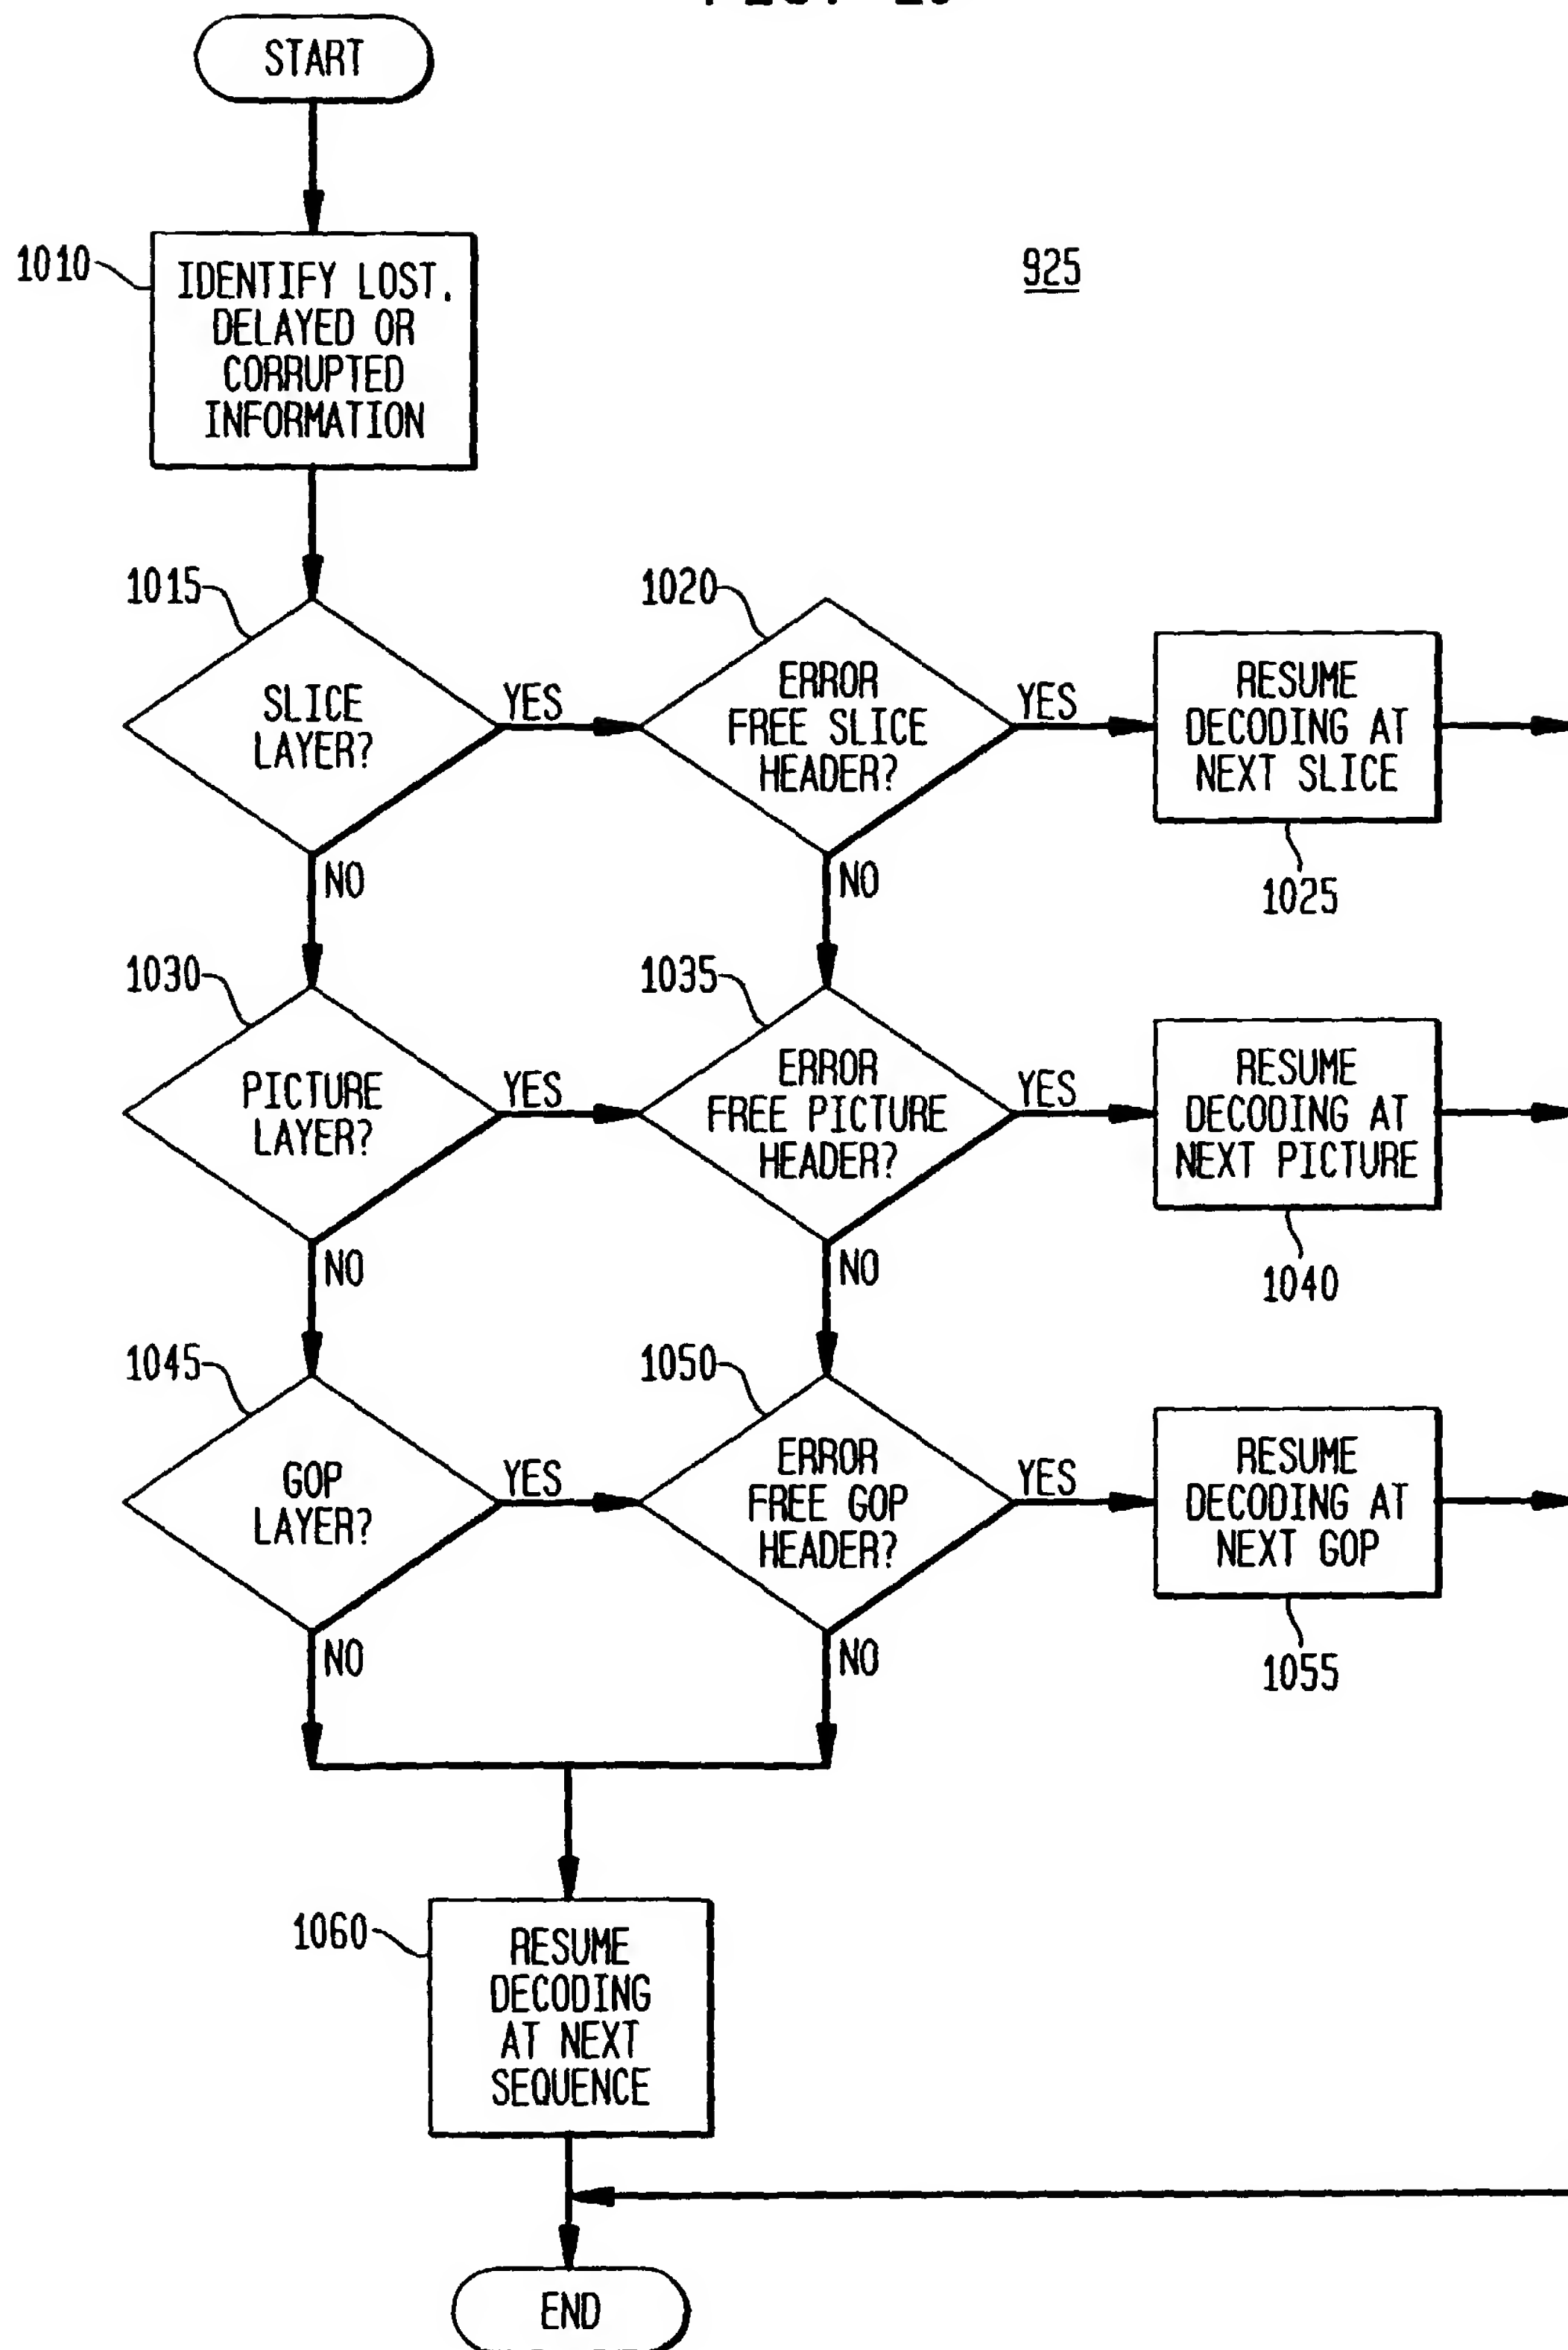 START
1010
IDENTIFY LOST,
DELAYED OR
CORRUPTED
INFORMATION
925
1015
SLICE
LAYER?
YES
NO
1020
ERROR
FREE SLICE
HEADER?
YES
NO
RESUME
DECODING AT
NEXT SLICE
1025
1030
PICTURE
LAYER?
YES
NO
1035
ERROR
FREE PICTURE
HEADER?
YES
NO
RESUME
DECODING AT
NEXT PICTURE
1040
1045
GOP
LAYER?
YES
NO
1050
ERROR
FREE GOP
HEADER?
YES
NO
RESUME
DECODING AT
NEXT GOP
1055
1060
RESUME
DECODING
AT NEXT
SEQUENCE
END